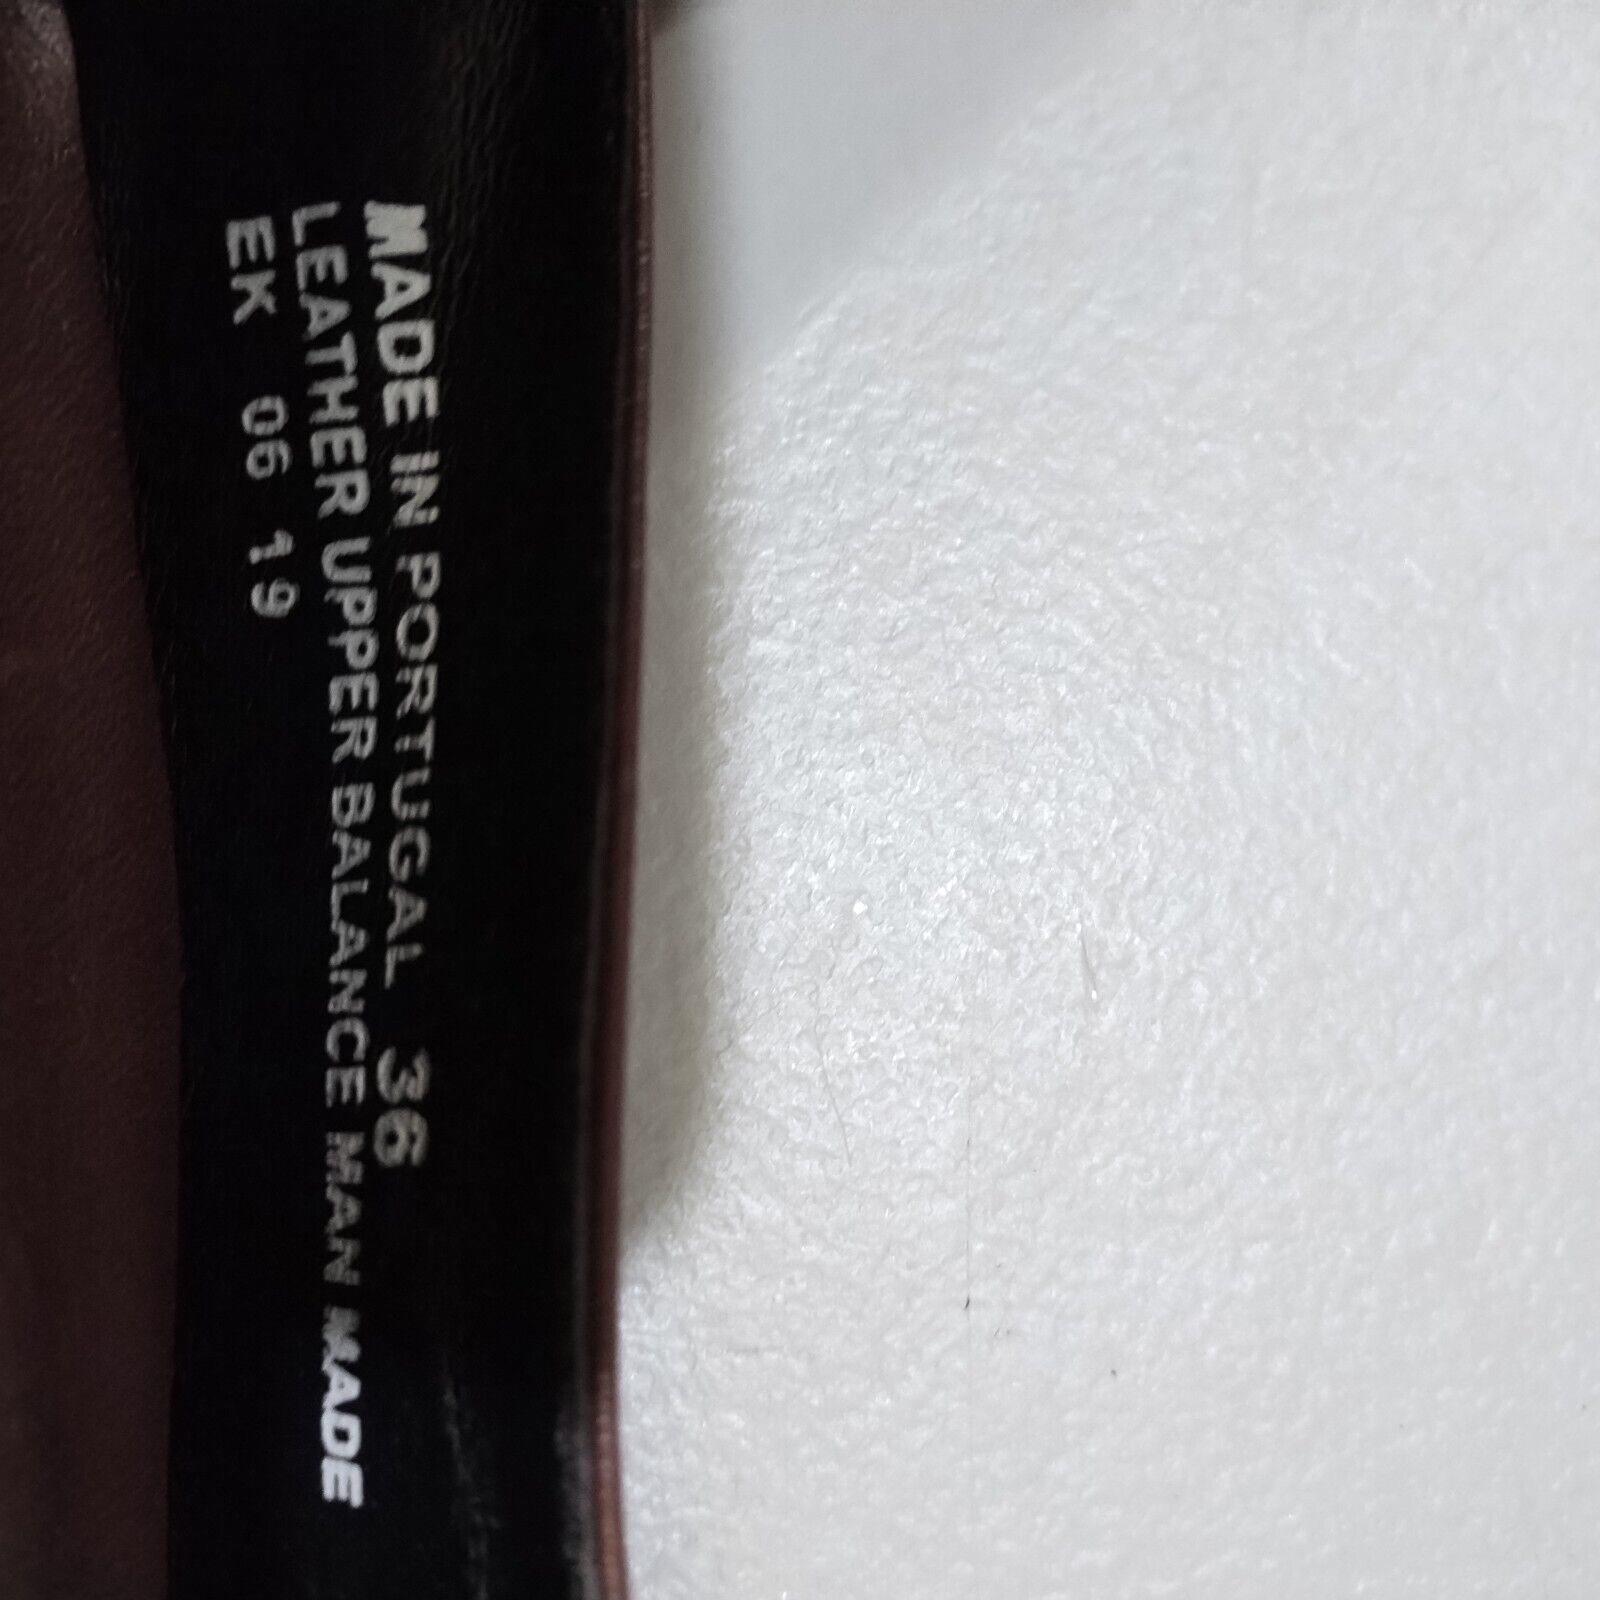 MADE IN PORTUGAL 36
LEATHER UPPER BALANCE MAN MADE
EK 06 19